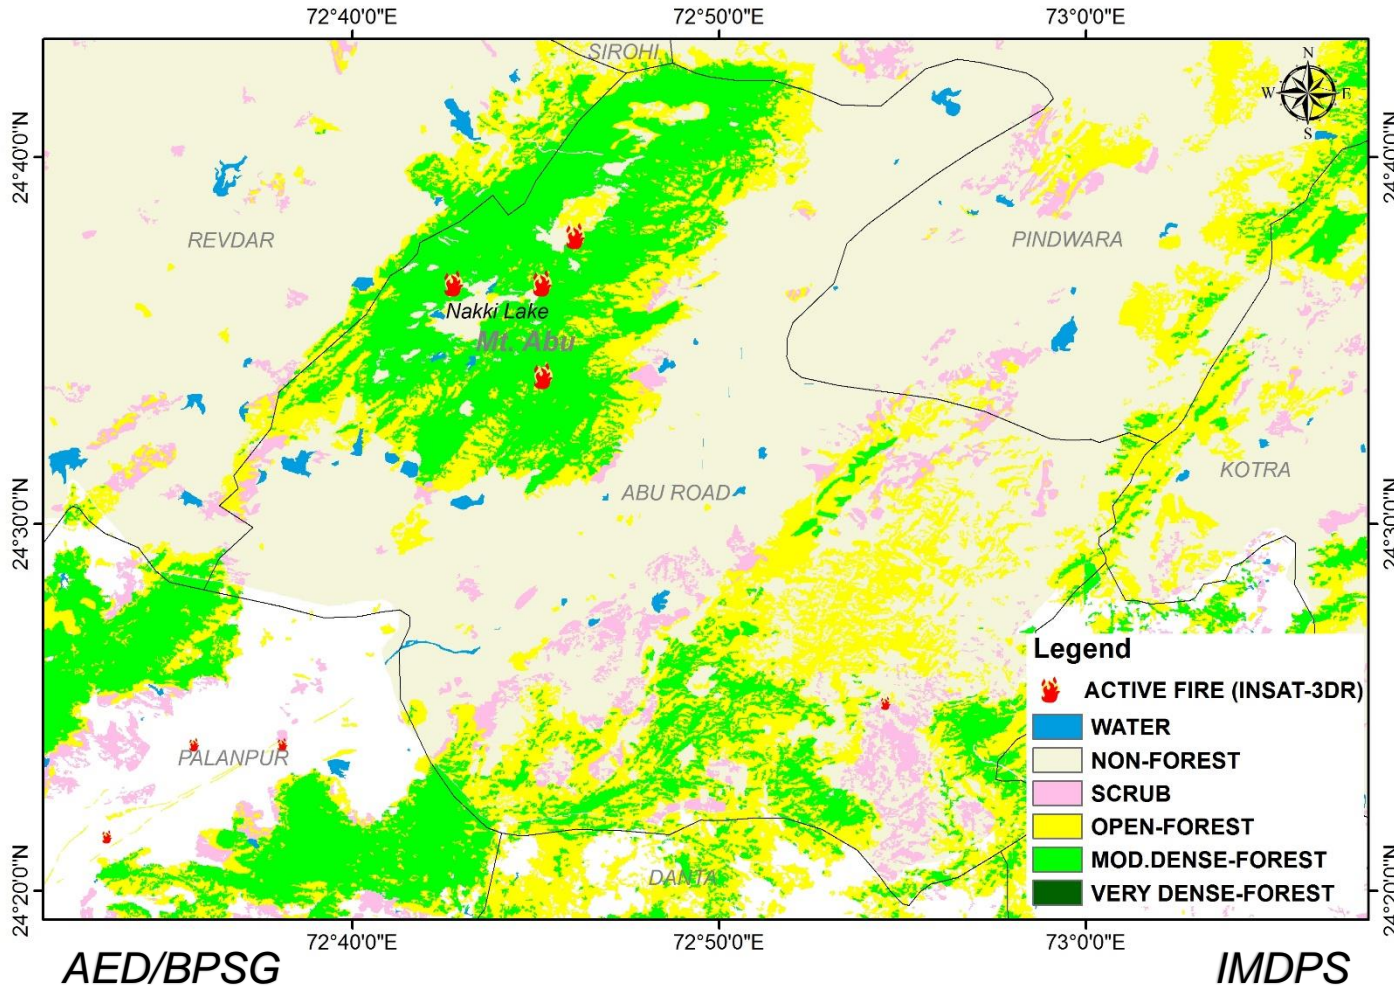 72°40'0"E
72°50'0"E
73°0'0"E
SIROHI
N
W
E
S
24°40'0"N
24°40'0"N
REVDAR
PINDWARA
Nakki Lake
Mt. Abu
KOTRA
ABU ROAD
24°30'0"N
24°30'0"N
Legend
ACTIVE FIRE (INSAT-3DR)
WATER
PALANPUR
NON-FOREST
SCRUB
OPEN-FOREST
MOD.DENSE-FOREST
DANTA
VERY DENSE-FOREST
24°20'0"N
24°20'0"N
72°40'0"E
72°50'0"E
73°0'0"E
AED/BPSG
IMDPS